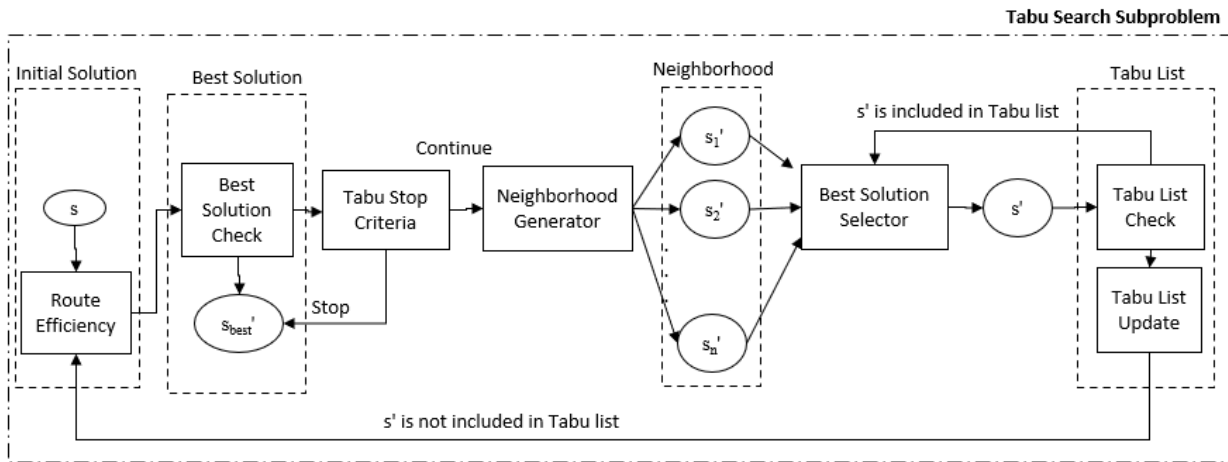 Tabu Search Subproblem
Initial Solution
Best Solution
Neighborhood
Tabu List
s
Route
Efficiency
Best
Solution
Check
s_best'
Tabu Stop
Criteria
Stop
Continue
Neighborhood
Generator
s₁'
s₂'
sₙ'
Best Solution
Selector
s'
s' is included in Tabu list
Tabu List
Check
Tabu List
Update
s' is not included in Tabu list